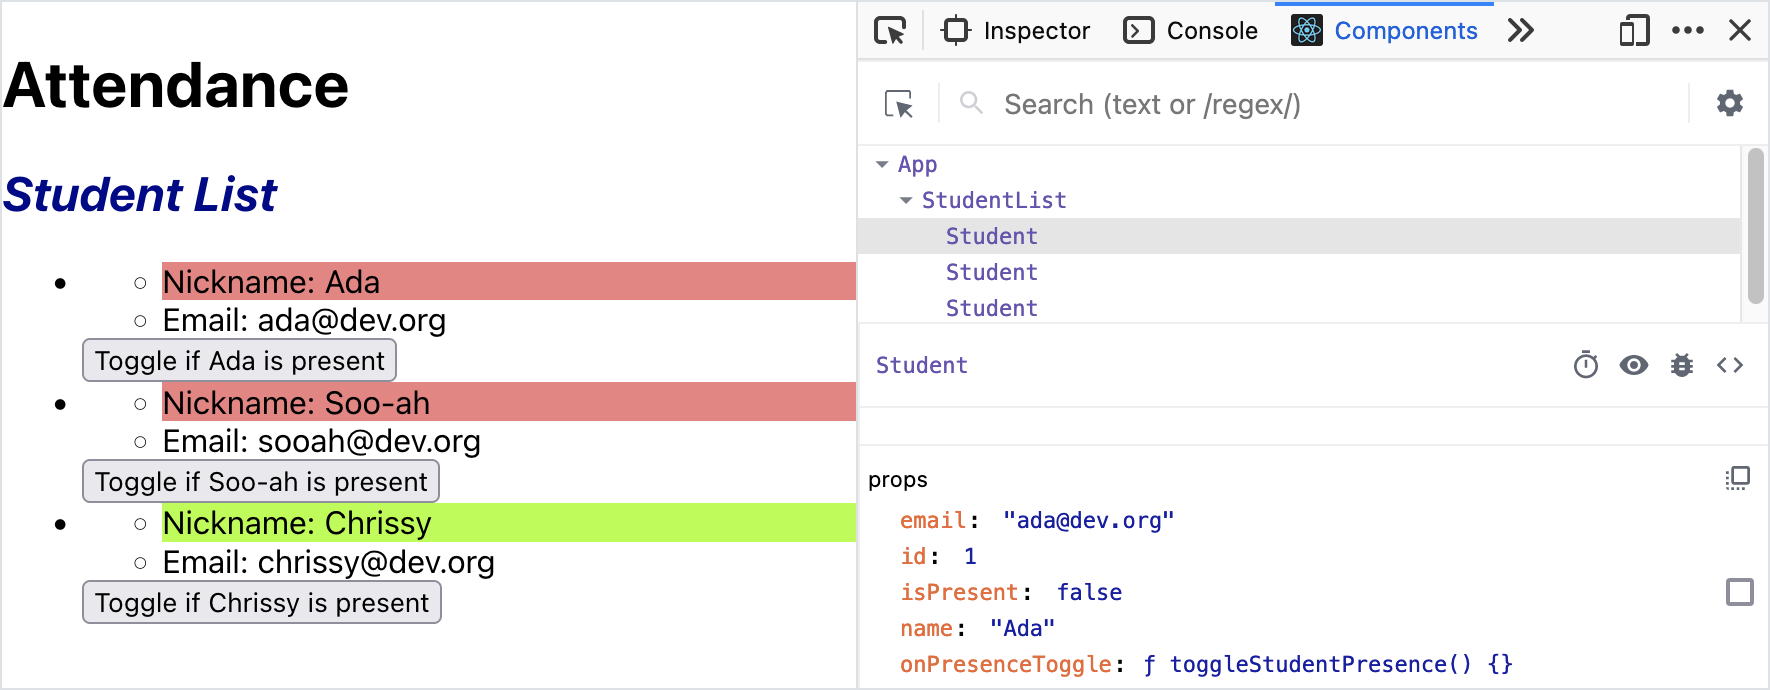 Attendance
Student List
Nickname: Ada
Email: ada@dev.org
Toggle if Ada is present
Nickname: Soo-ah
Email: sooah@dev.org
Toggle if Soo-ah is present
Nickname: Chrissy
Email: chrissy@dev.org
Toggle if Chrissy is present
Inspector Console Components
Search (text or /regex/)
App
StudentList
Student
Student
Student
Student
props
email: "ada@dev.org"
id: 1
isPresent: false
name: "Ada"
onPresenceToggle: ƒ toggleStudentPresence() {}